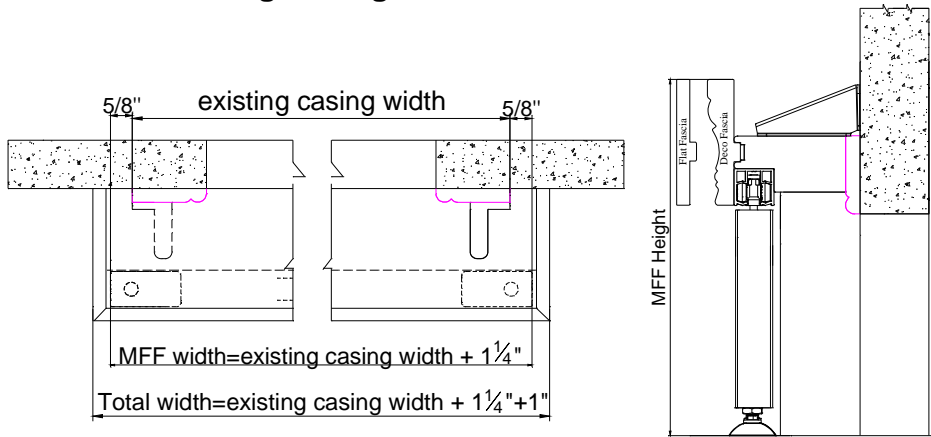 5/8" existing casing width 5/8"
MFF width=existing casing width + 1¼"
Total width=existing casing width + 1¼"+1"
Flat Fascia
Deco Fascia
MFF Height